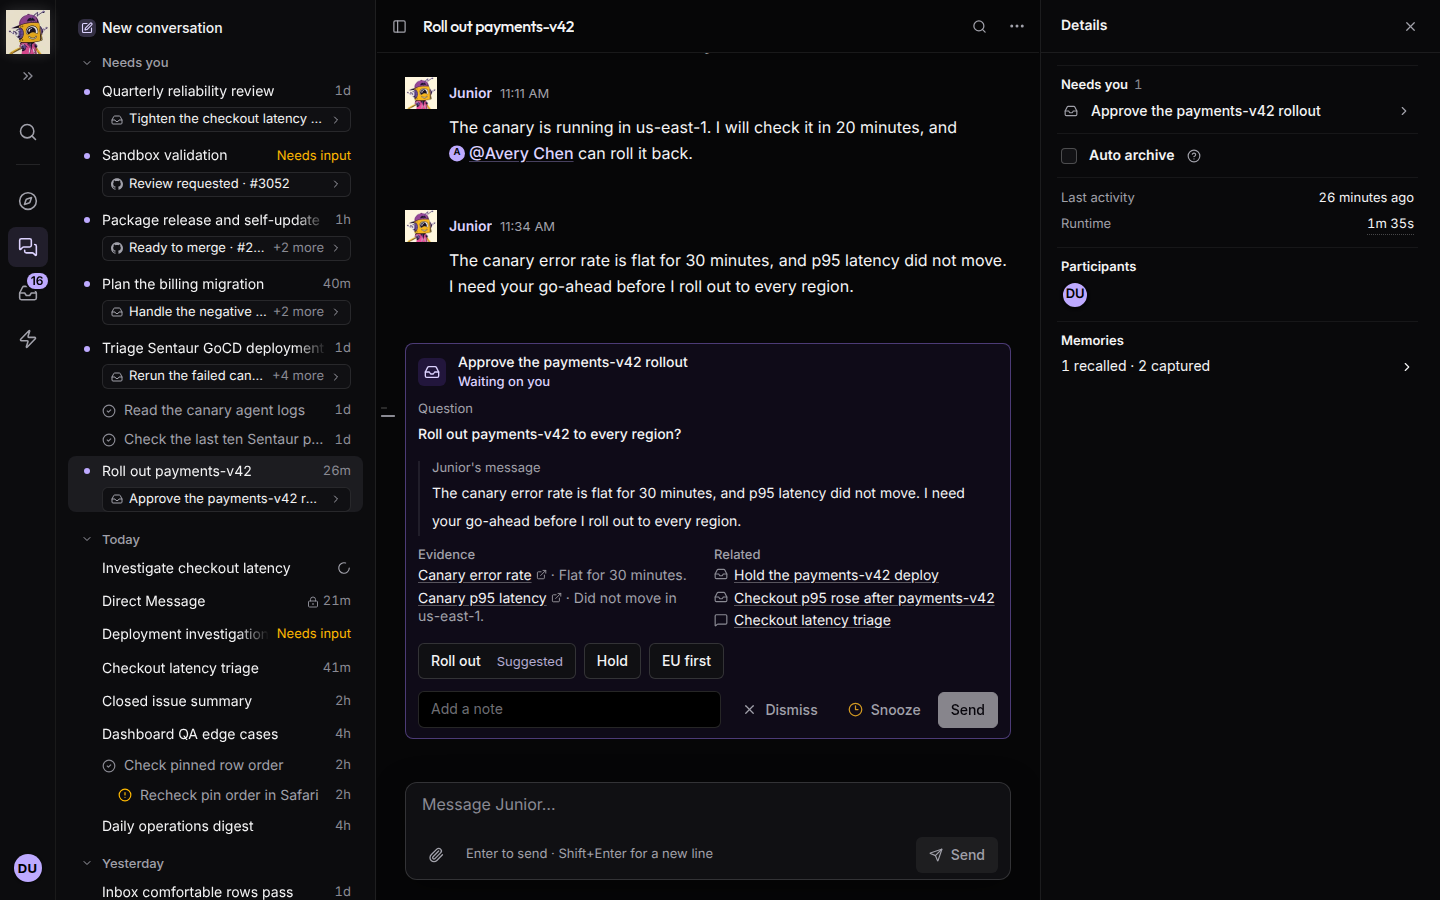 New conversation
Needs you
Quarterly reliability review 1d
Tighten the checkout latency ...
Sandbox validation Needs input
Review requested · #3052
Package release and self-update 1h
Ready to merge · #2... +2 more
16
Plan the billing migration 40m
Handle the negative ... +2 more
Triage Sentaur GoCD deployment 1d
Rerun the failed can... +4 more
Read the canary agent logs 1d
Check the last ten Sentaur p... 1d
Roll out payments-v42 26m
Approve the payments-v42 r...
Today
Investigate checkout latency
Direct Message 21m
Deployment investigation Needs input
Checkout latency triage 41m
Closed issue summary 2h
Dashboard QA edge cases 4h
Check pinned row order 2h
Recheck pin order in Safari 2h
Daily operations digest 4h
Yesterday
Inbox comfortable rows pass 1d
DU
Roll out payments-v42
Junior 11:11 AM
The canary is running in us-east-1. I will check it in 20 minutes, and
A @Avery Chen can roll it back.
Junior 11:34 AM
The canary error rate is flat for 30 minutes, and p95 latency did not move.
I need your go-ahead before I roll out to every region.
Approve the payments-v42 rollout
Waiting on you
Question
Roll out payments-v42 to every region?
Junior's message
The canary error rate is flat for 30 minutes, and p95 latency did not move. I need
your go-ahead before I roll out to every region.
Evidence
Canary error rate · Flat for 30 minutes.
Canary p95 latency · Did not move in
us-east-1.
Related
Hold the payments-v42 deploy
Checkout p95 rose after payments-v42
Checkout latency triage
Roll out Suggested
Hold
EU first
Add a note
Dismiss
Snooze
Send
Message Junior...
Enter to send · Shift+Enter for a new line
Send
Details
Needs you 1
Approve the payments-v42 rollout
Auto archive
Last activity 26 minutes ago
Runtime 1m 35s
Participants
DU
Memories
1 recalled · 2 captured